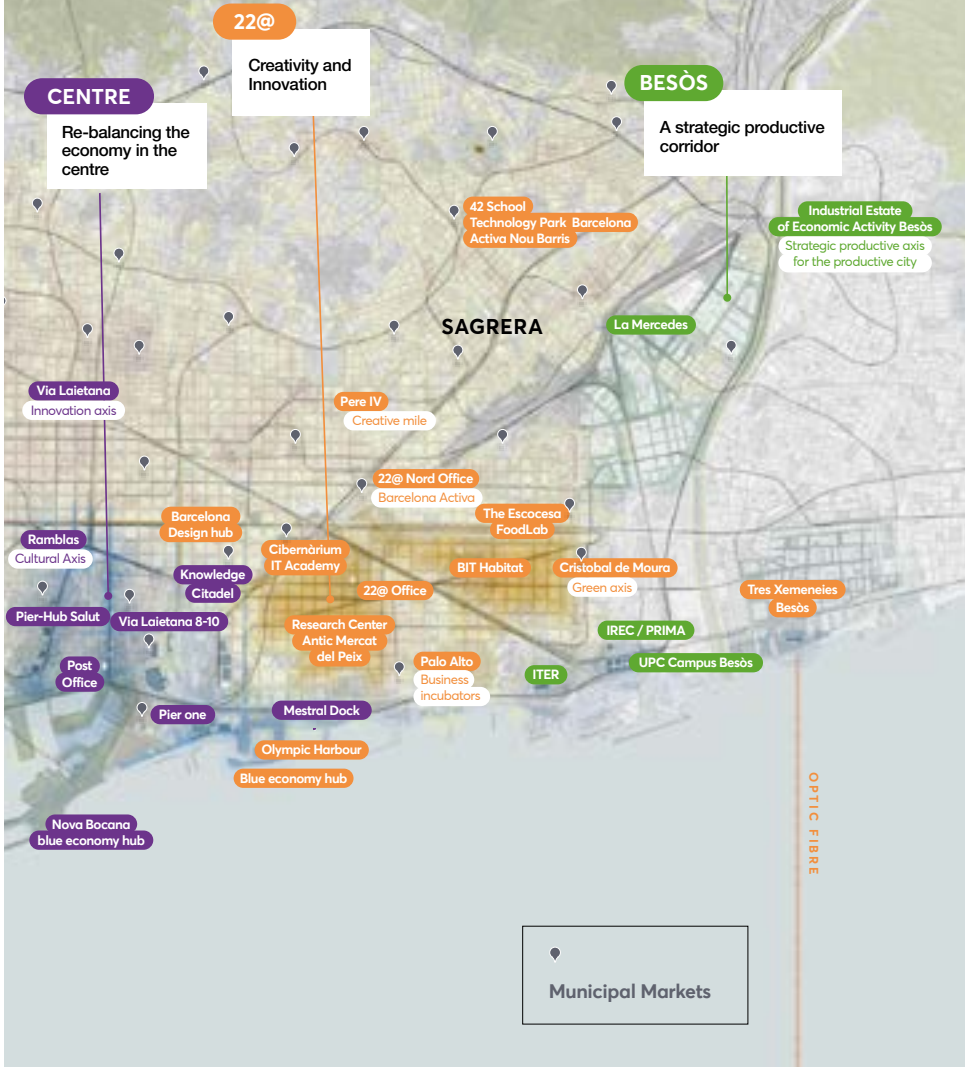 22@
Creativity and
Innovation
CENTRE
Re-balancing the
economy in the
centre
BESÒS
A strategic productive
corridor
42 School
Technology Park Barcelona
Activa Nou Barris
Industrial Estate
of Economic Activity Besòs
Strategic productive axis
for the productive city
SAGRERA
La Mercedes
Via Laietana
Innovation axis
Pere IV
Creative mile
22@ Nord Office
Barcelona Activa
The Escocesa
FoodLab
Barcelona
Design hub
Ramblas
Cultural Axis
Cibernàrium
IT Academy
Knowledge
Citadel
BIT Habitat
Cristobal de Moura
Green axis
22@ Office
Tres Xemeneies
Besòs
Pier-Hub Salut
Via Laietana 8-10
Research Center
Antic Mercat
del Peix
IREC / PRIMA
Post
Office
Palo Alto
Business
incubators
ITER
UPC Campus Besòs
Pier one
Mestral Dock
Olympic Harbour
Blue economy hub
OPTIC FIBRE
Nova Bocana
blue economy hub
Municipal Markets